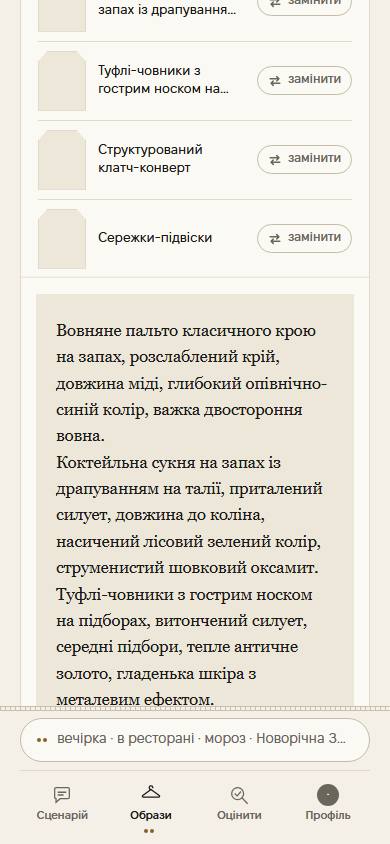 запах із драпування...
замінити
Туфлі-човники з
гострим носком на...
замінити
Структурований
клатч-конверт
замінити
Сережки-підвіски
замінити
Вовняне пальто класичного крою
на запах, розслаблений крій,
довжина міді, глибокий опівнічно-
синій колір, важка двостороння
вовна.
Коктейльна сукня на запах із
драпуванням на талії, приталений
силует, довжина до коліна,
насичений лісовий зелений колір,
струменистий шовковий оксамит.
Туфлі-човники з гострим носком
на підборах, витончений силует,
середні підбори, тепле античне
золото, гладенька шкіра з
металевим ефектом.
вечірка · в ресторані · мороз · Новорічна З...
Сценарій
Образи
Оцінити
Профіль